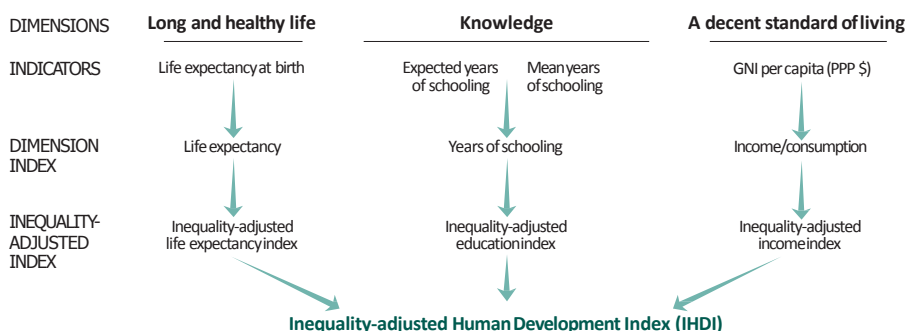 DIMENSIONS
Long and healthy life
Knowledge
A decent standard of living
INDICATORS
Life expectancy at birth
Expected years
of schooling
Mean years
of schooling
GNI per capita (PPP $)
DIMENSION
INDEX
Life expectancy
Years of schooling
Income/consumption
INEQUALITY-
ADJUSTED
INDEX
Inequality-adjusted
life expectancy index
Inequality-adjusted
education index
Inequality-adjusted
income index
Inequality-adjusted Human Development Index (IHDI)